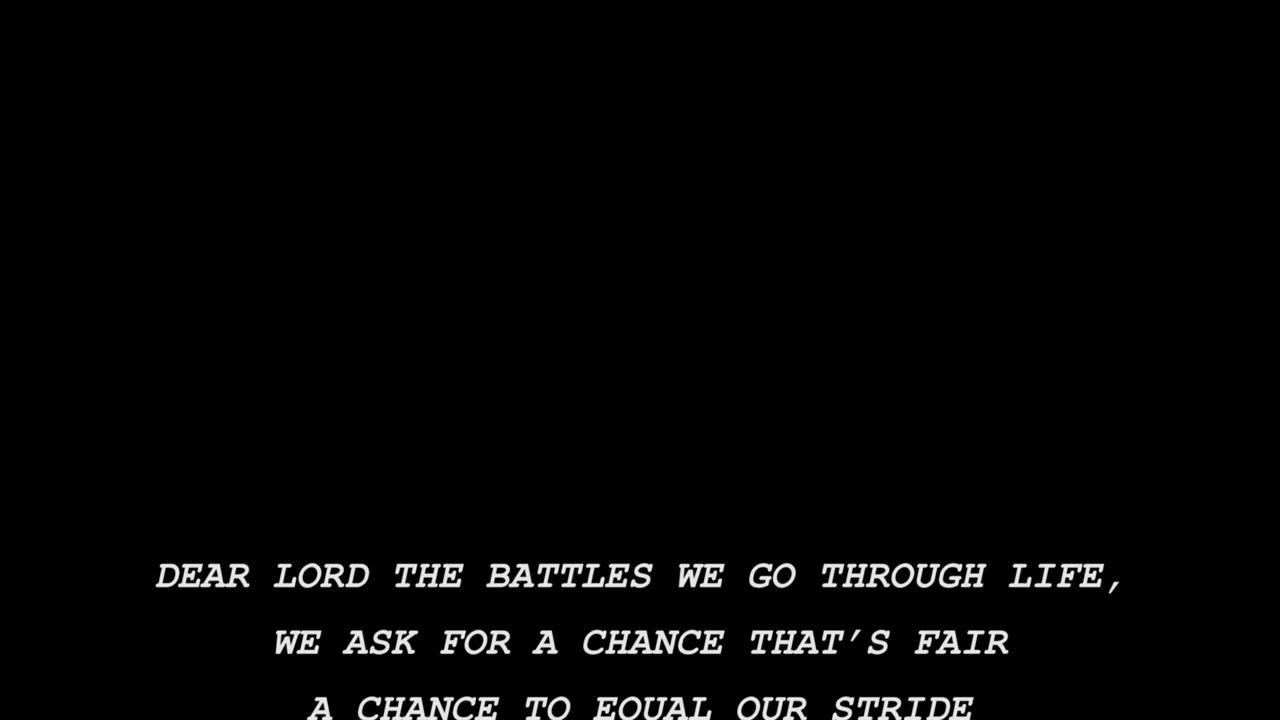 DEAR LORD THE BATTLES WE GO THROUGH LIFE,
WE ASK FOR A CHANCE THAT'S FAIR
A CHANCE TO EQUAL OUR STRIDE